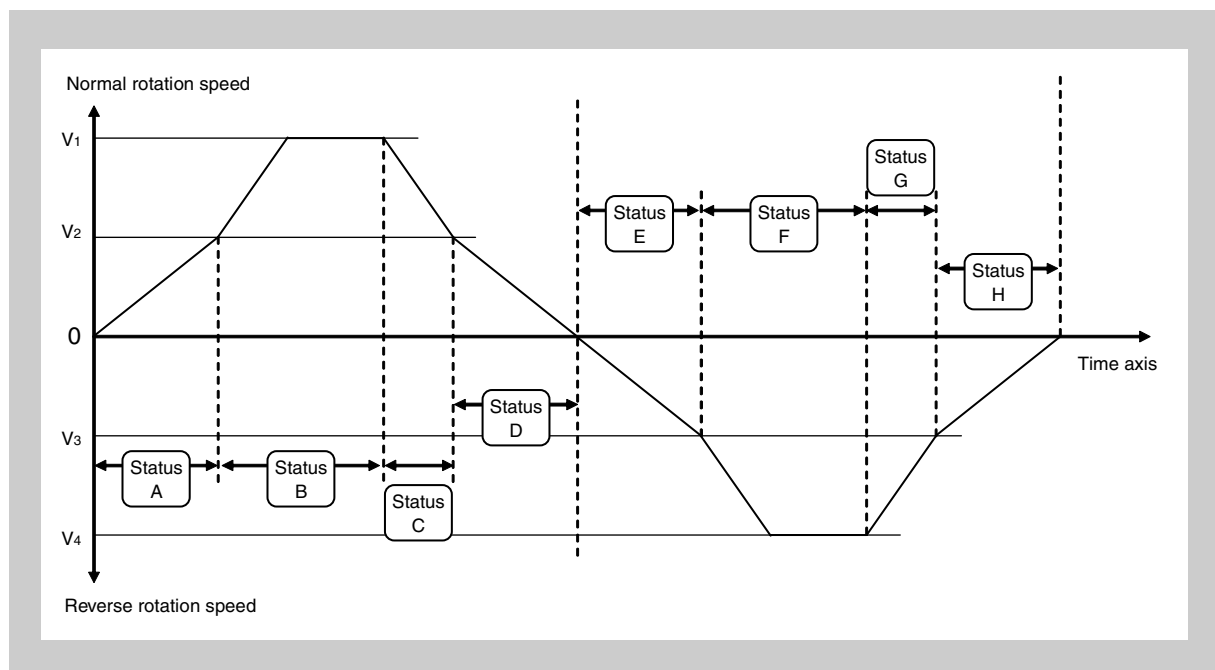 Normal rotation speed
V1
Status
G
Status
E
Status
F
V2
Status
H
0
Time axis
Status
D
V3
Status
A
Status
B
Status
C
V4
Reverse rotation speed